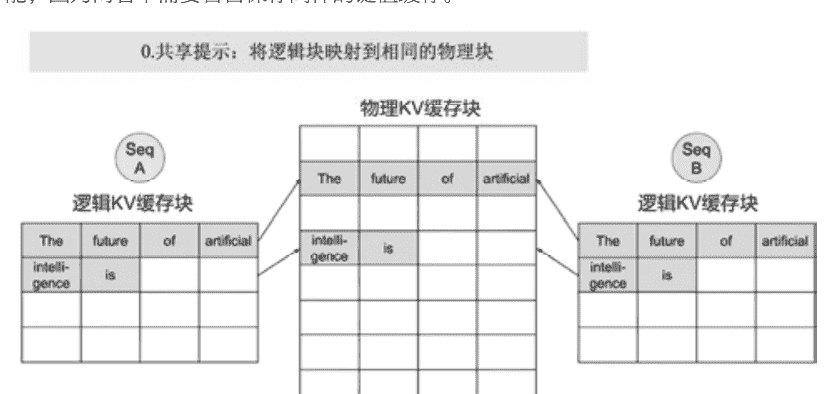 能，因为两者不需要各自保存同样的键值缓存。
0.共享提示：将逻辑块映射到相同的物理块
物理KV缓存块
Seq
A
逻辑KV缓存块
The future of artificial
intelli-
gence is
The future of artificial
intelli-
gence is
Seq
B
逻辑KV缓存块
The future of artificial
intelli-
gence is